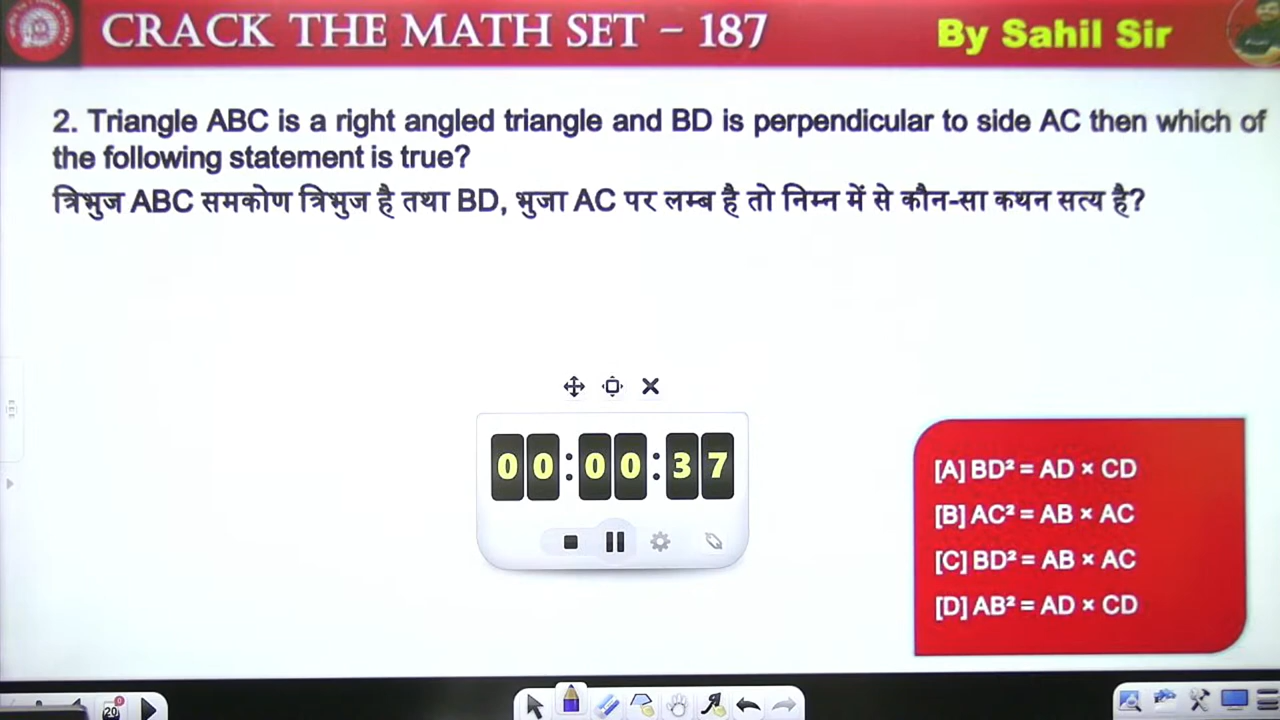 CRACK THE MATH SET – 187
By Sahil Sir
2. Triangle ABC is a right angled triangle and BD is perpendicular to side AC then which of
the following statement is true?
त्रिभुज ABC समकोण त्रिभुज है तथा BD, भुजा AC पर लम्ब है तो निम्न में से कौन-सा कथन सत्य है?
00:00:37
[A] BD² = AD × CD
[B] AC² = AB × AC
[C] BD² = AB × AC
[D] AB² = AD × CD
20